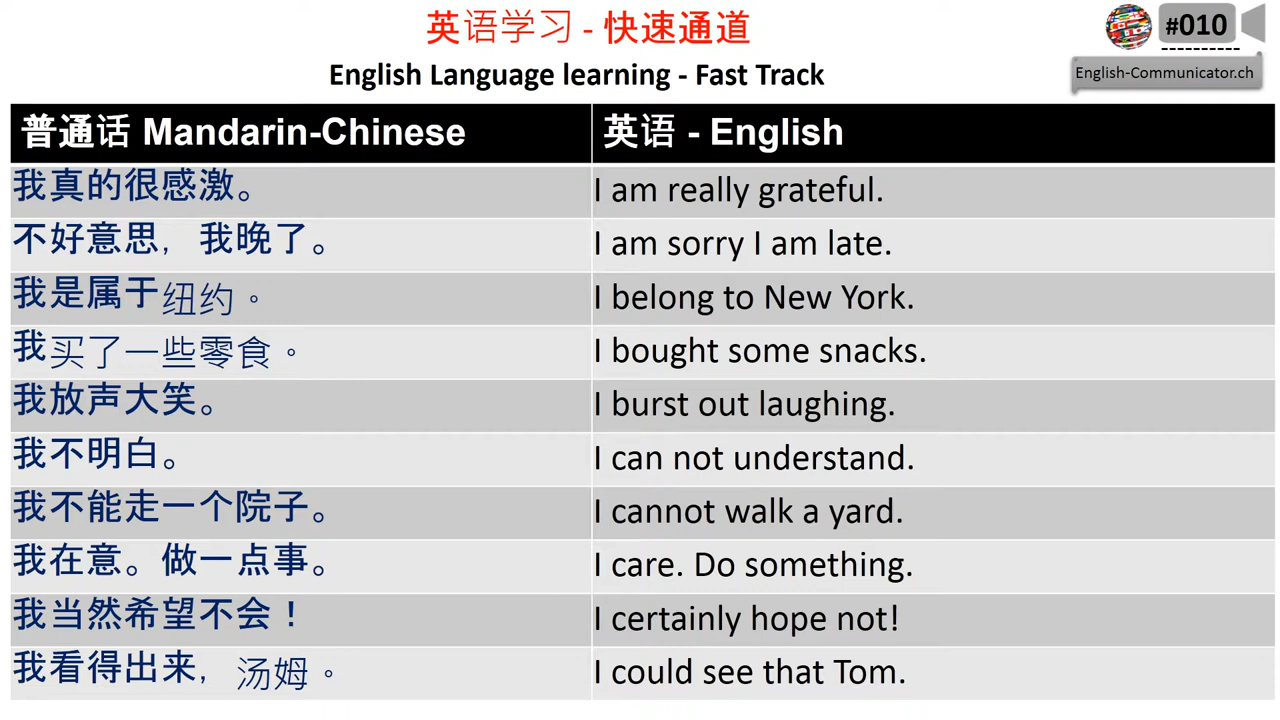 英语学习 - 快速通道
#010
English Language learning - Fast Track
English-Communicator.ch
普通话 Mandarin-Chinese
英语 - English
我真的很感激。
I am really grateful.
不好意思，我晚了。
I am sorry I am late.
我是属于纽约。
I belong to New York.
我买了一些零食。
I bought some snacks.
我放声大笑。
I burst out laughing.
我不明白。
I can not understand.
我不能走一个院子。
I cannot walk a yard.
我在意。做一点事。
I care. Do something.
我当然希望不会！
I certainly hope not!
我看得出来，汤姆。
I could see that Tom.